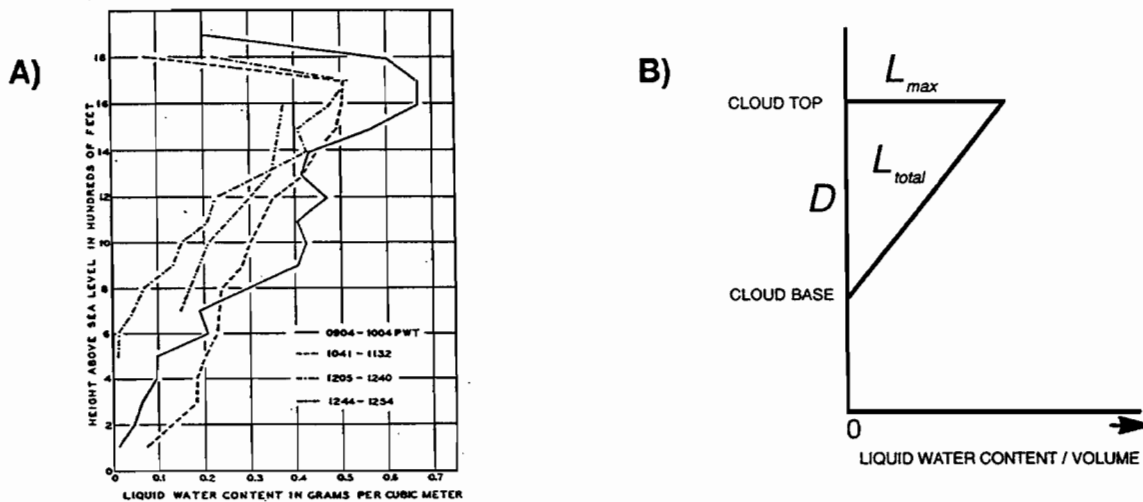 A)
HEIGHT ABOVE SEA LEVEL IN HUNDREDS OF FEET
18
16
14
12
10
8
6
4
2
0
0904-1004 PWT
1041-1132
1205-1240
1244-1254
0 0.1 0.2 0.3 0.4 0.5 0.6 0.7
LIQUID WATER CONTENT IN GRAMS PER CUBIC METER
B)
CLOUD TOP
L max
L total
D
CLOUD BASE
0
LIQUID WATER CONTENT / VOLUME